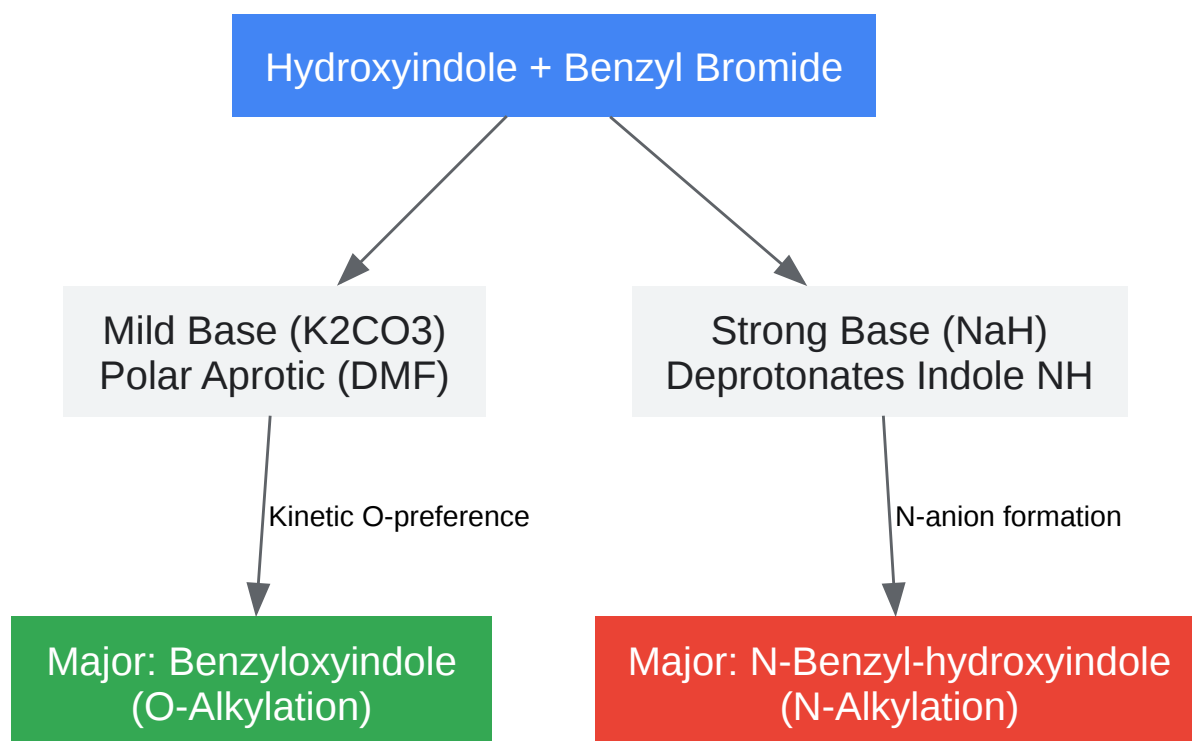 Hydroxyindole + Benzyl Bromide
Mild Base (K2CO3)
Polar Aprotic (DMF)
Strong Base (NaH)
Deprotonates Indole NH
Kinetic O-preference
N-anion formation
Major: Benzyloxyindole
(O-Alkylation)
Major: N-Benzyl-hydroxyindole
(N-Alkylation)